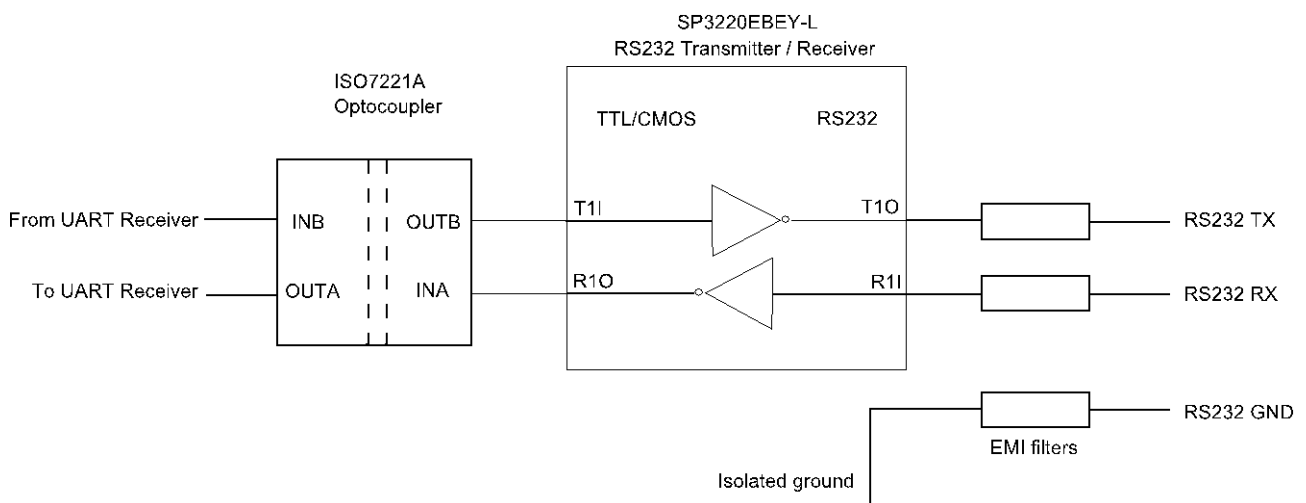 SP3220EBEY-L
RS232 Transmitter / Receiver
ISO7221A
Optocoupler
TTL/CMOS RS232
From UART Receiver INB OUTB T1I T1O RS232 TX
To UART Receiver OUTA INA R1O R1I RS232 RX
RS232 GND
EMI filters
Isolated ground